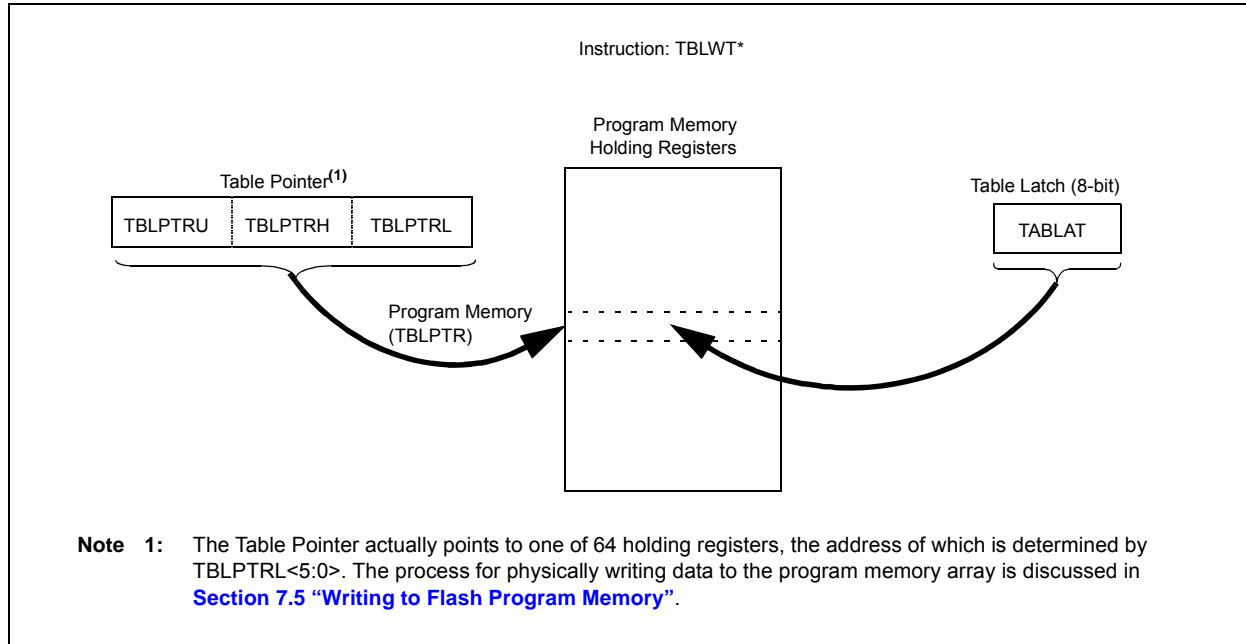 Instruction: TBLWT*
Program Memory
Holding Registers
Table Pointer(1)
Table Latch (8-bit)
TBLPTRU TBLPTRH TBLPTRL
TABLAT
Program Memory
(TBLPTR)
Note 1: The Table Pointer actually points to one of 64 holding registers, the address of which is determined by
TBLPTRL<5:0>. The process for physically writing data to the program memory array is discussed in
Section 7.5 “Writing to Flash Program Memory”.